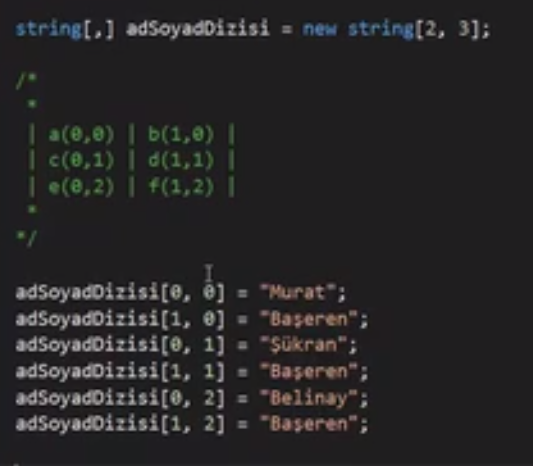 string[,] adSoyadDizisi = new string[2, 3];
/*
*
| a(0,0) | b(1,0) |
| c(0,1) | d(1,1) |
| e(0,2) | f(1,2) |
*
*/
adSoyadDizisi[0, 0] = "Murat";
adSoyadDizisi[1, 0] = "Başeren";
adSoyadDizisi[0, 1] = "Şükran";
adSoyadDizisi[1, 1] = "Başeren";
adSoyadDizisi[0, 2] = "Belinay";
adSoyadDizisi[1, 2] = "Başeren";